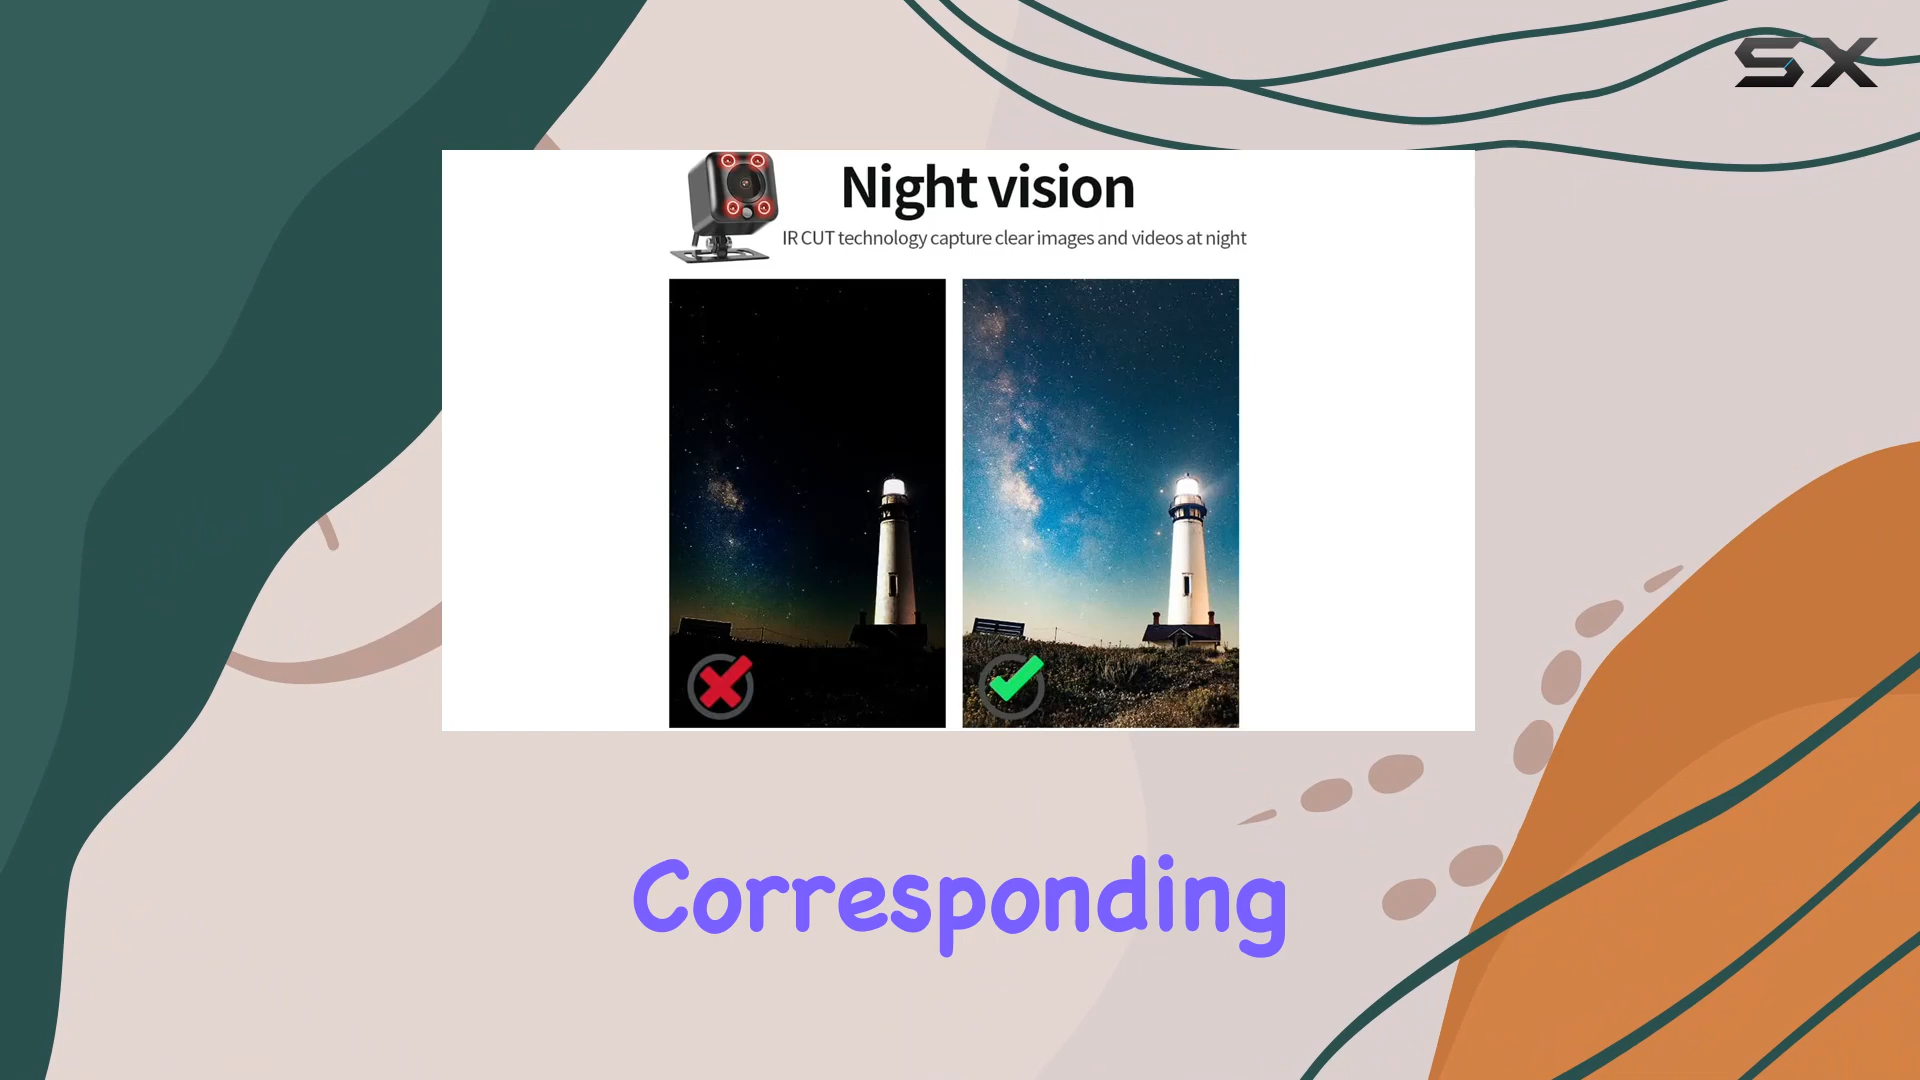 SX
Night vision
IR CUT technology capture clear images and videos at night
Corresponding